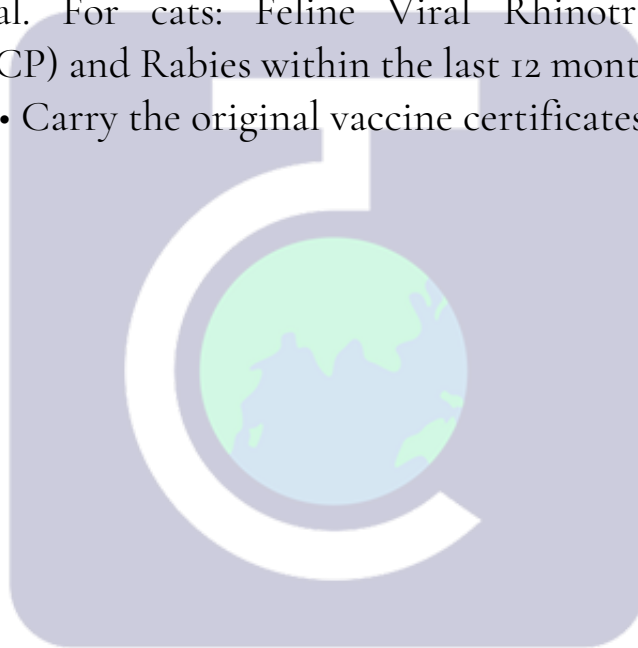 al. For cats: Feline Viral Rhinotr
CP) and Rabies within the last 12 mont
• Carry the original vaccine certificates